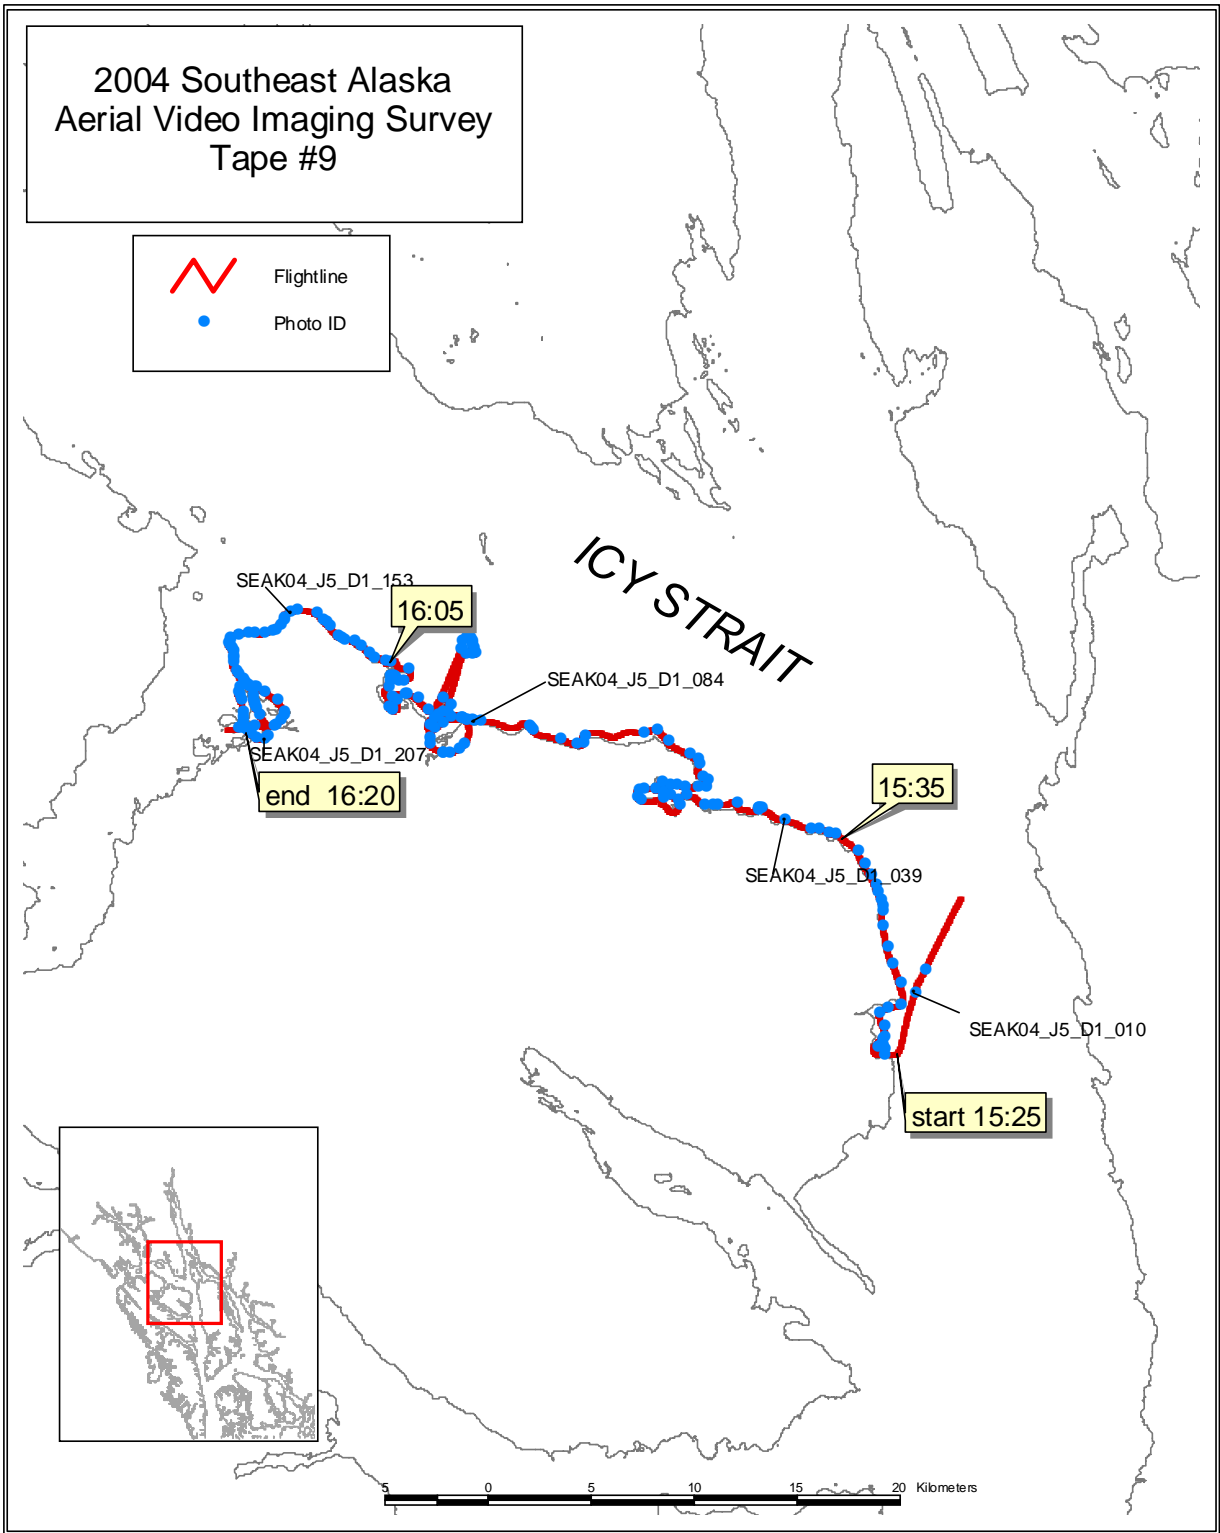 2004 Southeast Alaska
Aerial Video Imaging Survey
Tape #9
Flightline
Photo ID
ICY STRAIT
SEAK04_J5_D1_153
16:05
SEAK04_J5_D1_084
SEAK04_J5_D1_207
end 16:20
15:35
SEAK04_J5_D1_039
SEAK04_J5_D1_010
start 15:25
5 0 5 10 15 20 Kilometers